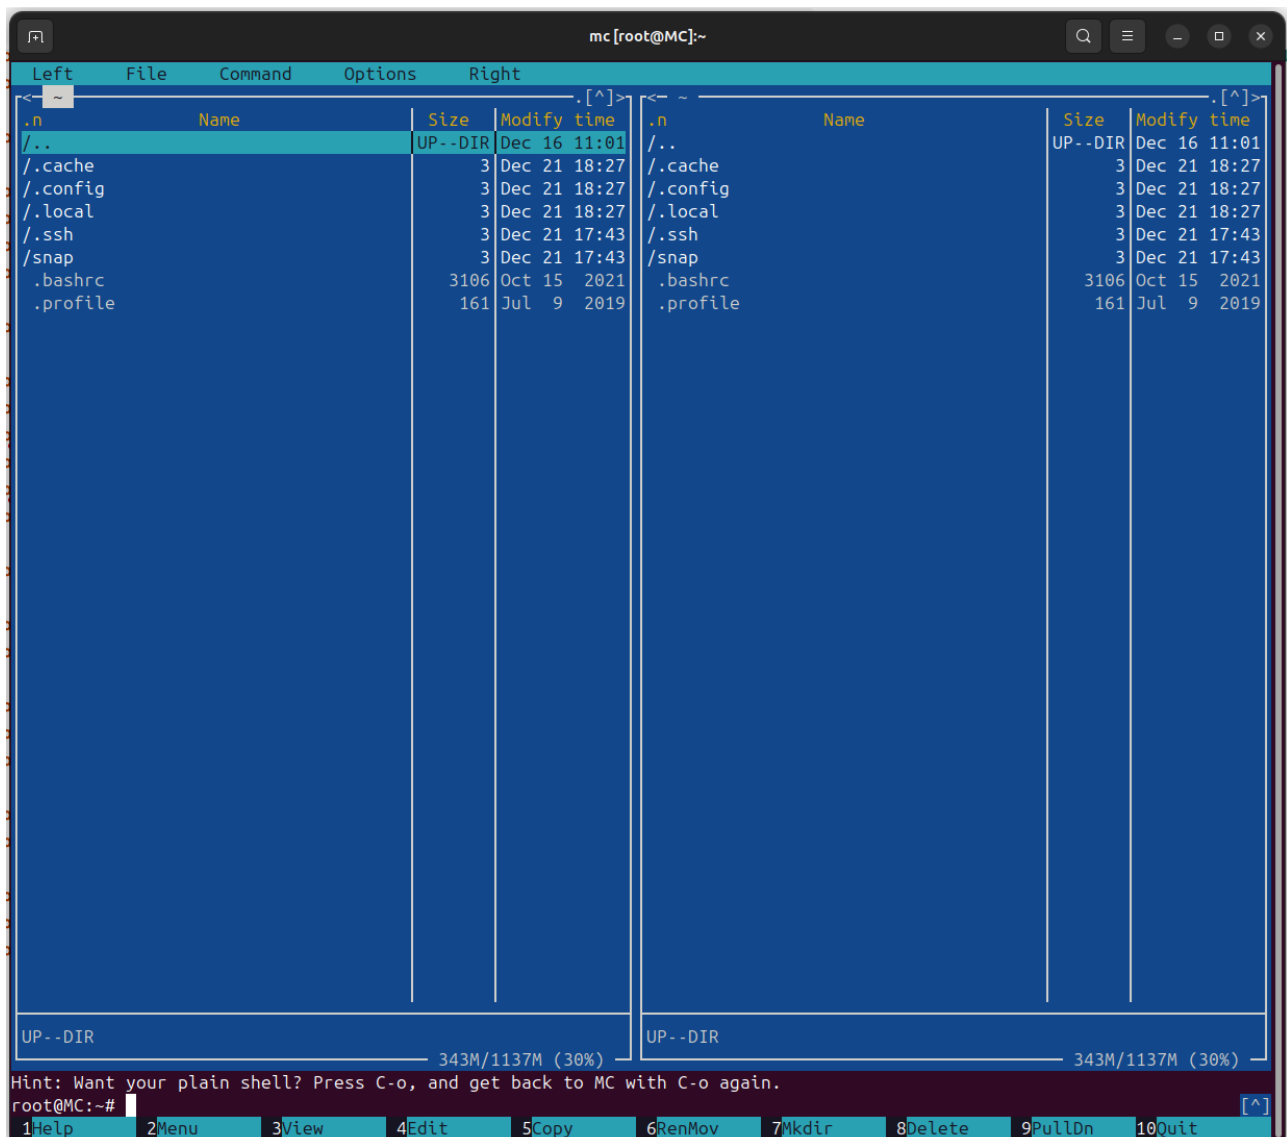 mc [root@MC]:~
Left File Command Options Right
<- ~ .[^]>
.n Name Size Modify time
/.. UP--DIR Dec 16 11:01
/.cache 3 Dec 21 18:27
/.config 3 Dec 21 18:27
/.local 3 Dec 21 18:27
/.ssh 3 Dec 21 17:43
/snap 3 Dec 21 17:43
.bashrc 3106 Oct 15 2021
.profile 161 Jul 9 2019
UP--DIR
343M/1137M (30%)
<- ~ .[^]>
.n Name Size Modify time
/.. UP--DIR Dec 16 11:01
/.cache 3 Dec 21 18:27
/.config 3 Dec 21 18:27
/.local 3 Dec 21 18:27
/.ssh 3 Dec 21 17:43
/snap 3 Dec 21 17:43
.bashrc 3106 Oct 15 2021
.profile 161 Jul 9 2019
UP--DIR
343M/1137M (30%)
Hint: Want your plain shell? Press C-o, and get back to MC with C-o again.
root@MC:~# [^]
1Help 2Menu 3View 4Edit 5Copy 6RenMov 7Mkdir 8Delete 9PullDn 10Quit